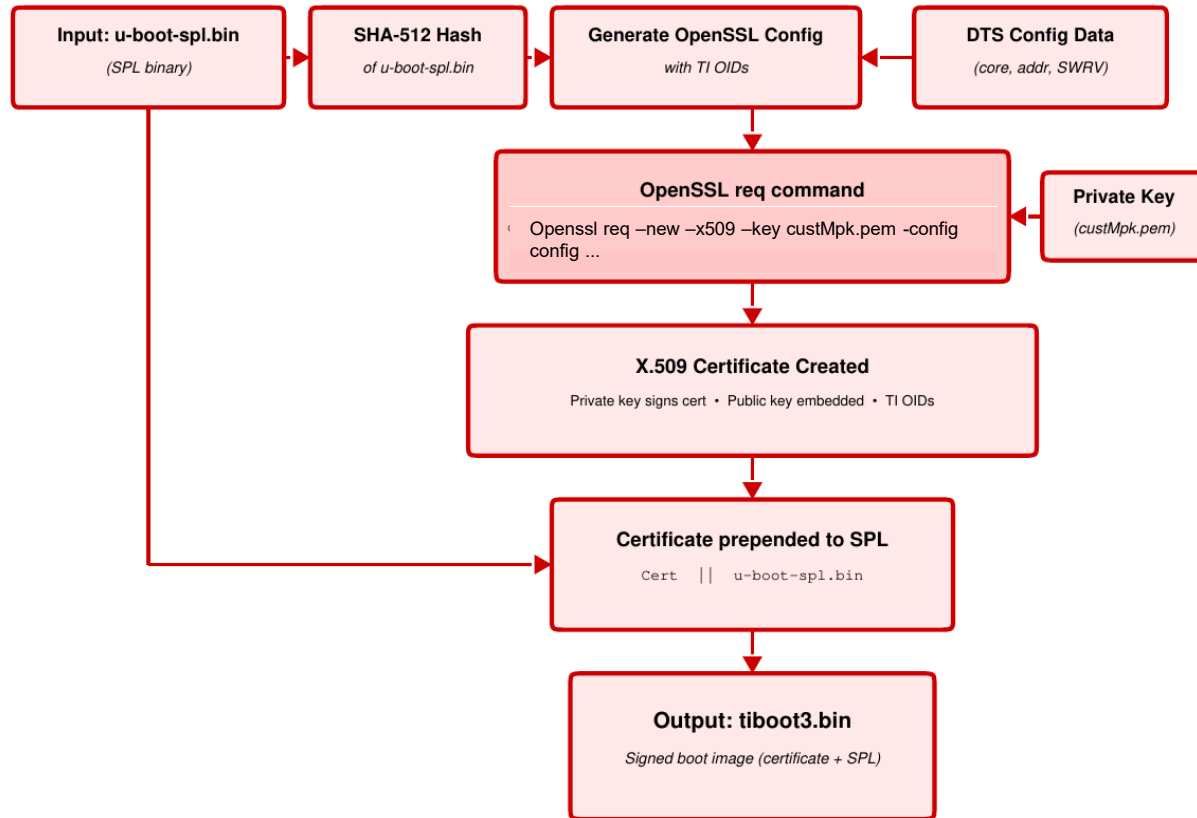 Input: u-boot-spl.bin
(SPL binary)
SHA-512 Hash
of u-boot-spl.bin
Generate OpenSSL Config
with TI OIDs
DTS Config Data
(core, addr, SWRV)
OpenSSL req command
Openssl req –new –x509 –key custMpk.pem -config
config ...
Private Key
(custMpk.pem)
X.509 Certificate Created
Private key signs cert • Public key embedded • TI OIDs
Certificate prepended to SPL
Cert || u-boot-spl.bin
Output: tiboot3.bin
Signed boot image (certificate + SPL)